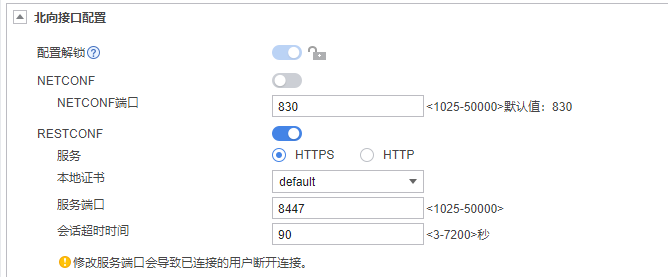 北向接口配置
配置解锁?
NETCONF
NETCONF端口 830 <1025-50000>默认值：830
RESTCONF
服务 HTTPS HTTP
本地证书 default
服务端口 8447 <1025-50000>
会话超时时间 90 <3-7200>秒
修改服务端口会导致已连接的用户断开连接。